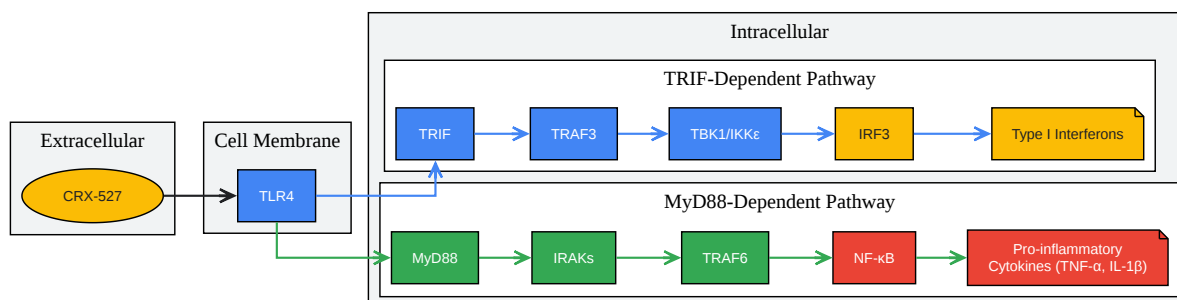 Intracellular
TRIF-Dependent Pathway
TRIF
TRAF3
TBK1/IKKε
IRF3
Type I Interferons
Extracellular
Cell Membrane
CRX-527
TLR4
MyD88-Dependent Pathway
MyD88
IRAKs
TRAF6
NF-κB
Pro-inflammatory
Cytokines (TNF-α, IL-1β)